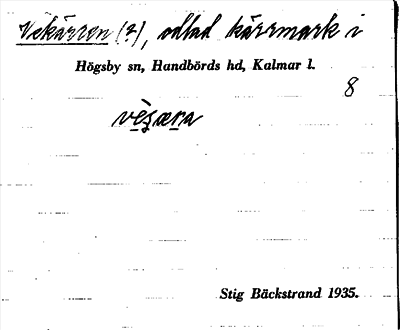 Vekärren (?), odlad kärrmark i
Högsby sn, Handbörds hd, Kalmar l.
8
Stig Bäckstrand 1935.